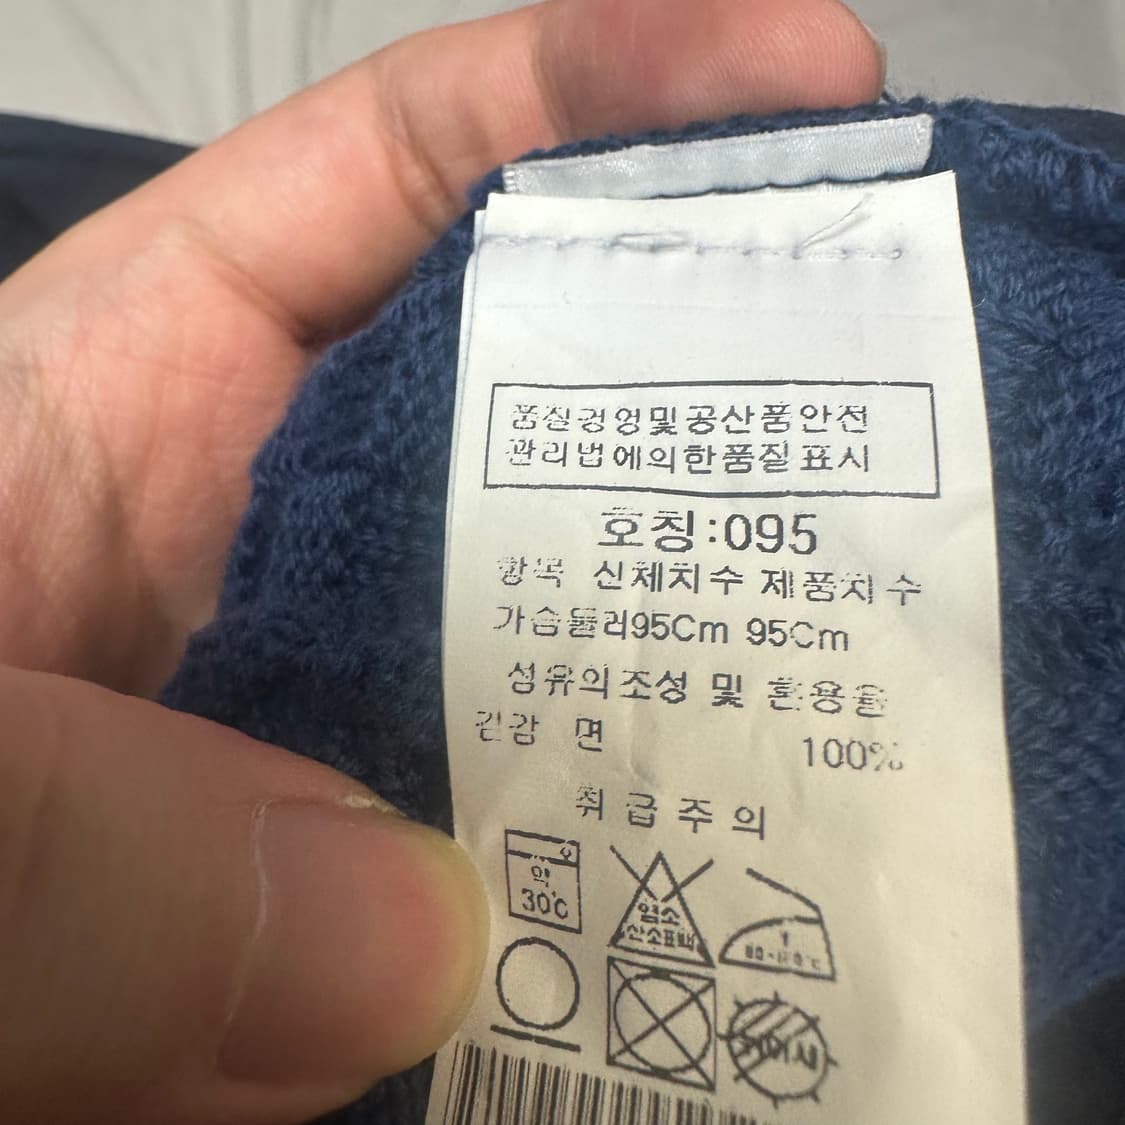 품질경영및공산품안전
관리법에의한품질표시
호칭:095
항목 신체치수 제품치수
가슴둘레95Cm 95Cm
섬유의조성 및 혼용율
겉감 면 100%
취급주의
약
30℃
염소
산소표백